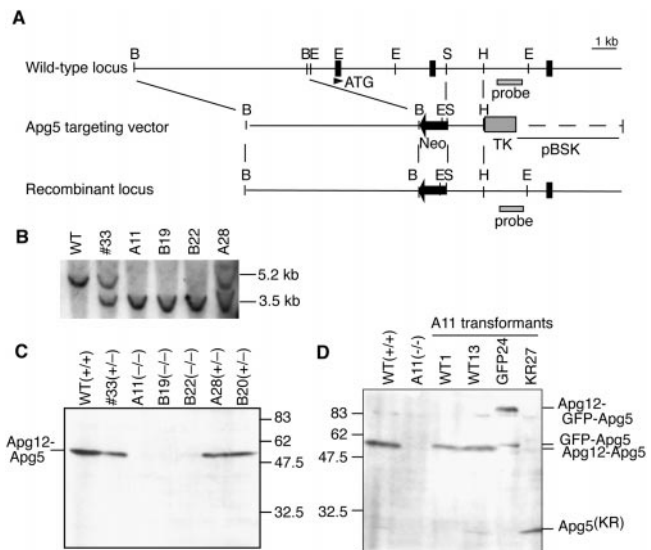 A
B BE E E S H E 1 kb
Wild-type locus
ATG probe
B B ES H
Apg5 targeting vector
Neo TK pBSK
B B ES H E
Recombinant locus
probe
B
WT #33 A11 B19 B22 A28
5.2 kb
3.5 kb
C
WT(+/+) #33(+/–) A11(–/–) B19(–/–) B22(–/–) A28(+/–) B20(+/–)
Apg12-
Apg5
83
62
47.5
32.5
D
A11 transformants
WT(+/+) A11(-/-) WT1 WT13 GFP24 KR27
83
62
47.5
32.5
Apg12-
GFP-Apg5
GFP-Apg5
Apg12-Apg5
Apg5(KR)